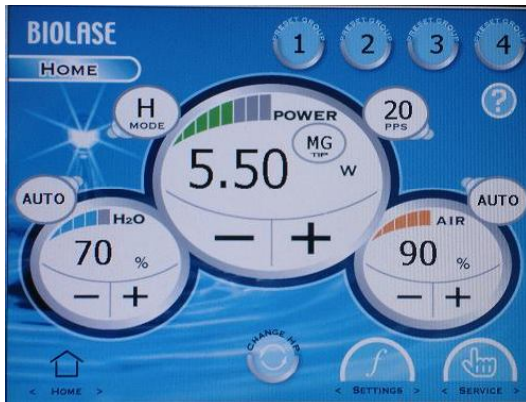 BIOLASE
HOME
PRESET GROUP 1
PRESET GROUP 2
PRESET GROUP 3
PRESET GROUP 4
?
H
MODE
POWER
MG
TIP
5.50 W
- +
20
PPS
AUTO
H₂O
70 %
- +
AUTO
AIR
90 %
- +
CHANGE HP
< HOME >
f
< SETTINGS >
< SERVICE >